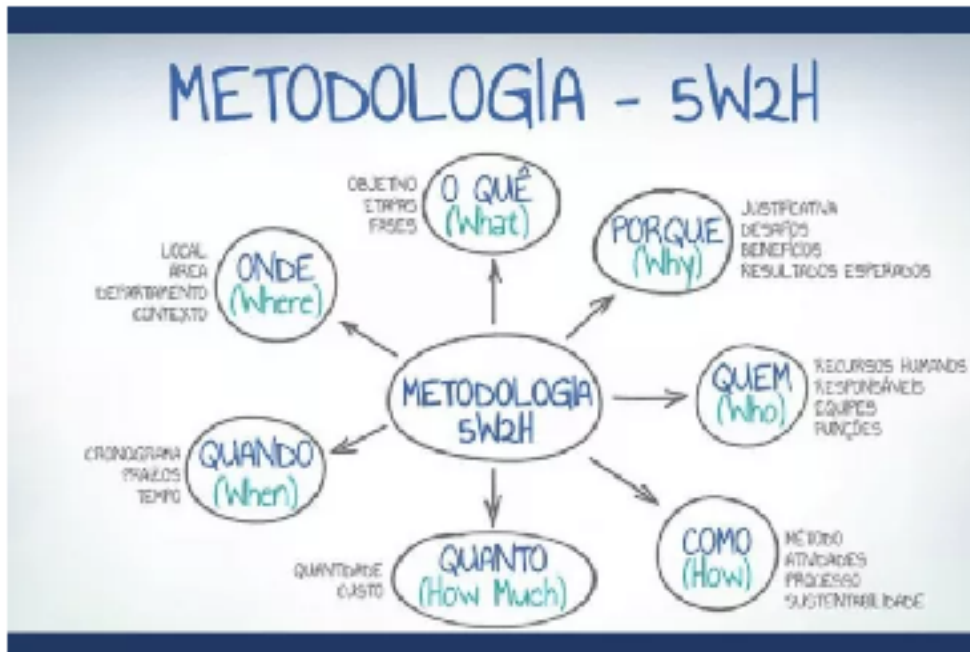 METODOLOGIA - 5W2H
OBJETIVO
ETAPAS
FASES
O QUÊ
(What)
PORQUE
(Why)
JUSTIFICATIVA
DESAFIOS
BENEFÍCIOS
RESULTADOS ESPERADOS
LOCAL
ÁREA
DEPARTAMENTO
CONTEXTO
ONDE
(Where)
METODOLOGIA
5W2H
QUEM
(Who)
RECURSOS HUMANOS
RESPONSÁVEIS
EQUIPES
FUNÇÕES
CRONOGRAMA
PRAZOS
TEMPO
QUANDO
(When)
QUANTIDADE
CUSTO
QUANTO
(How Much)
COMO
(How)
MÉTODO
ATIVIDADES
PROCESSO
SUSTENTABILIDADE